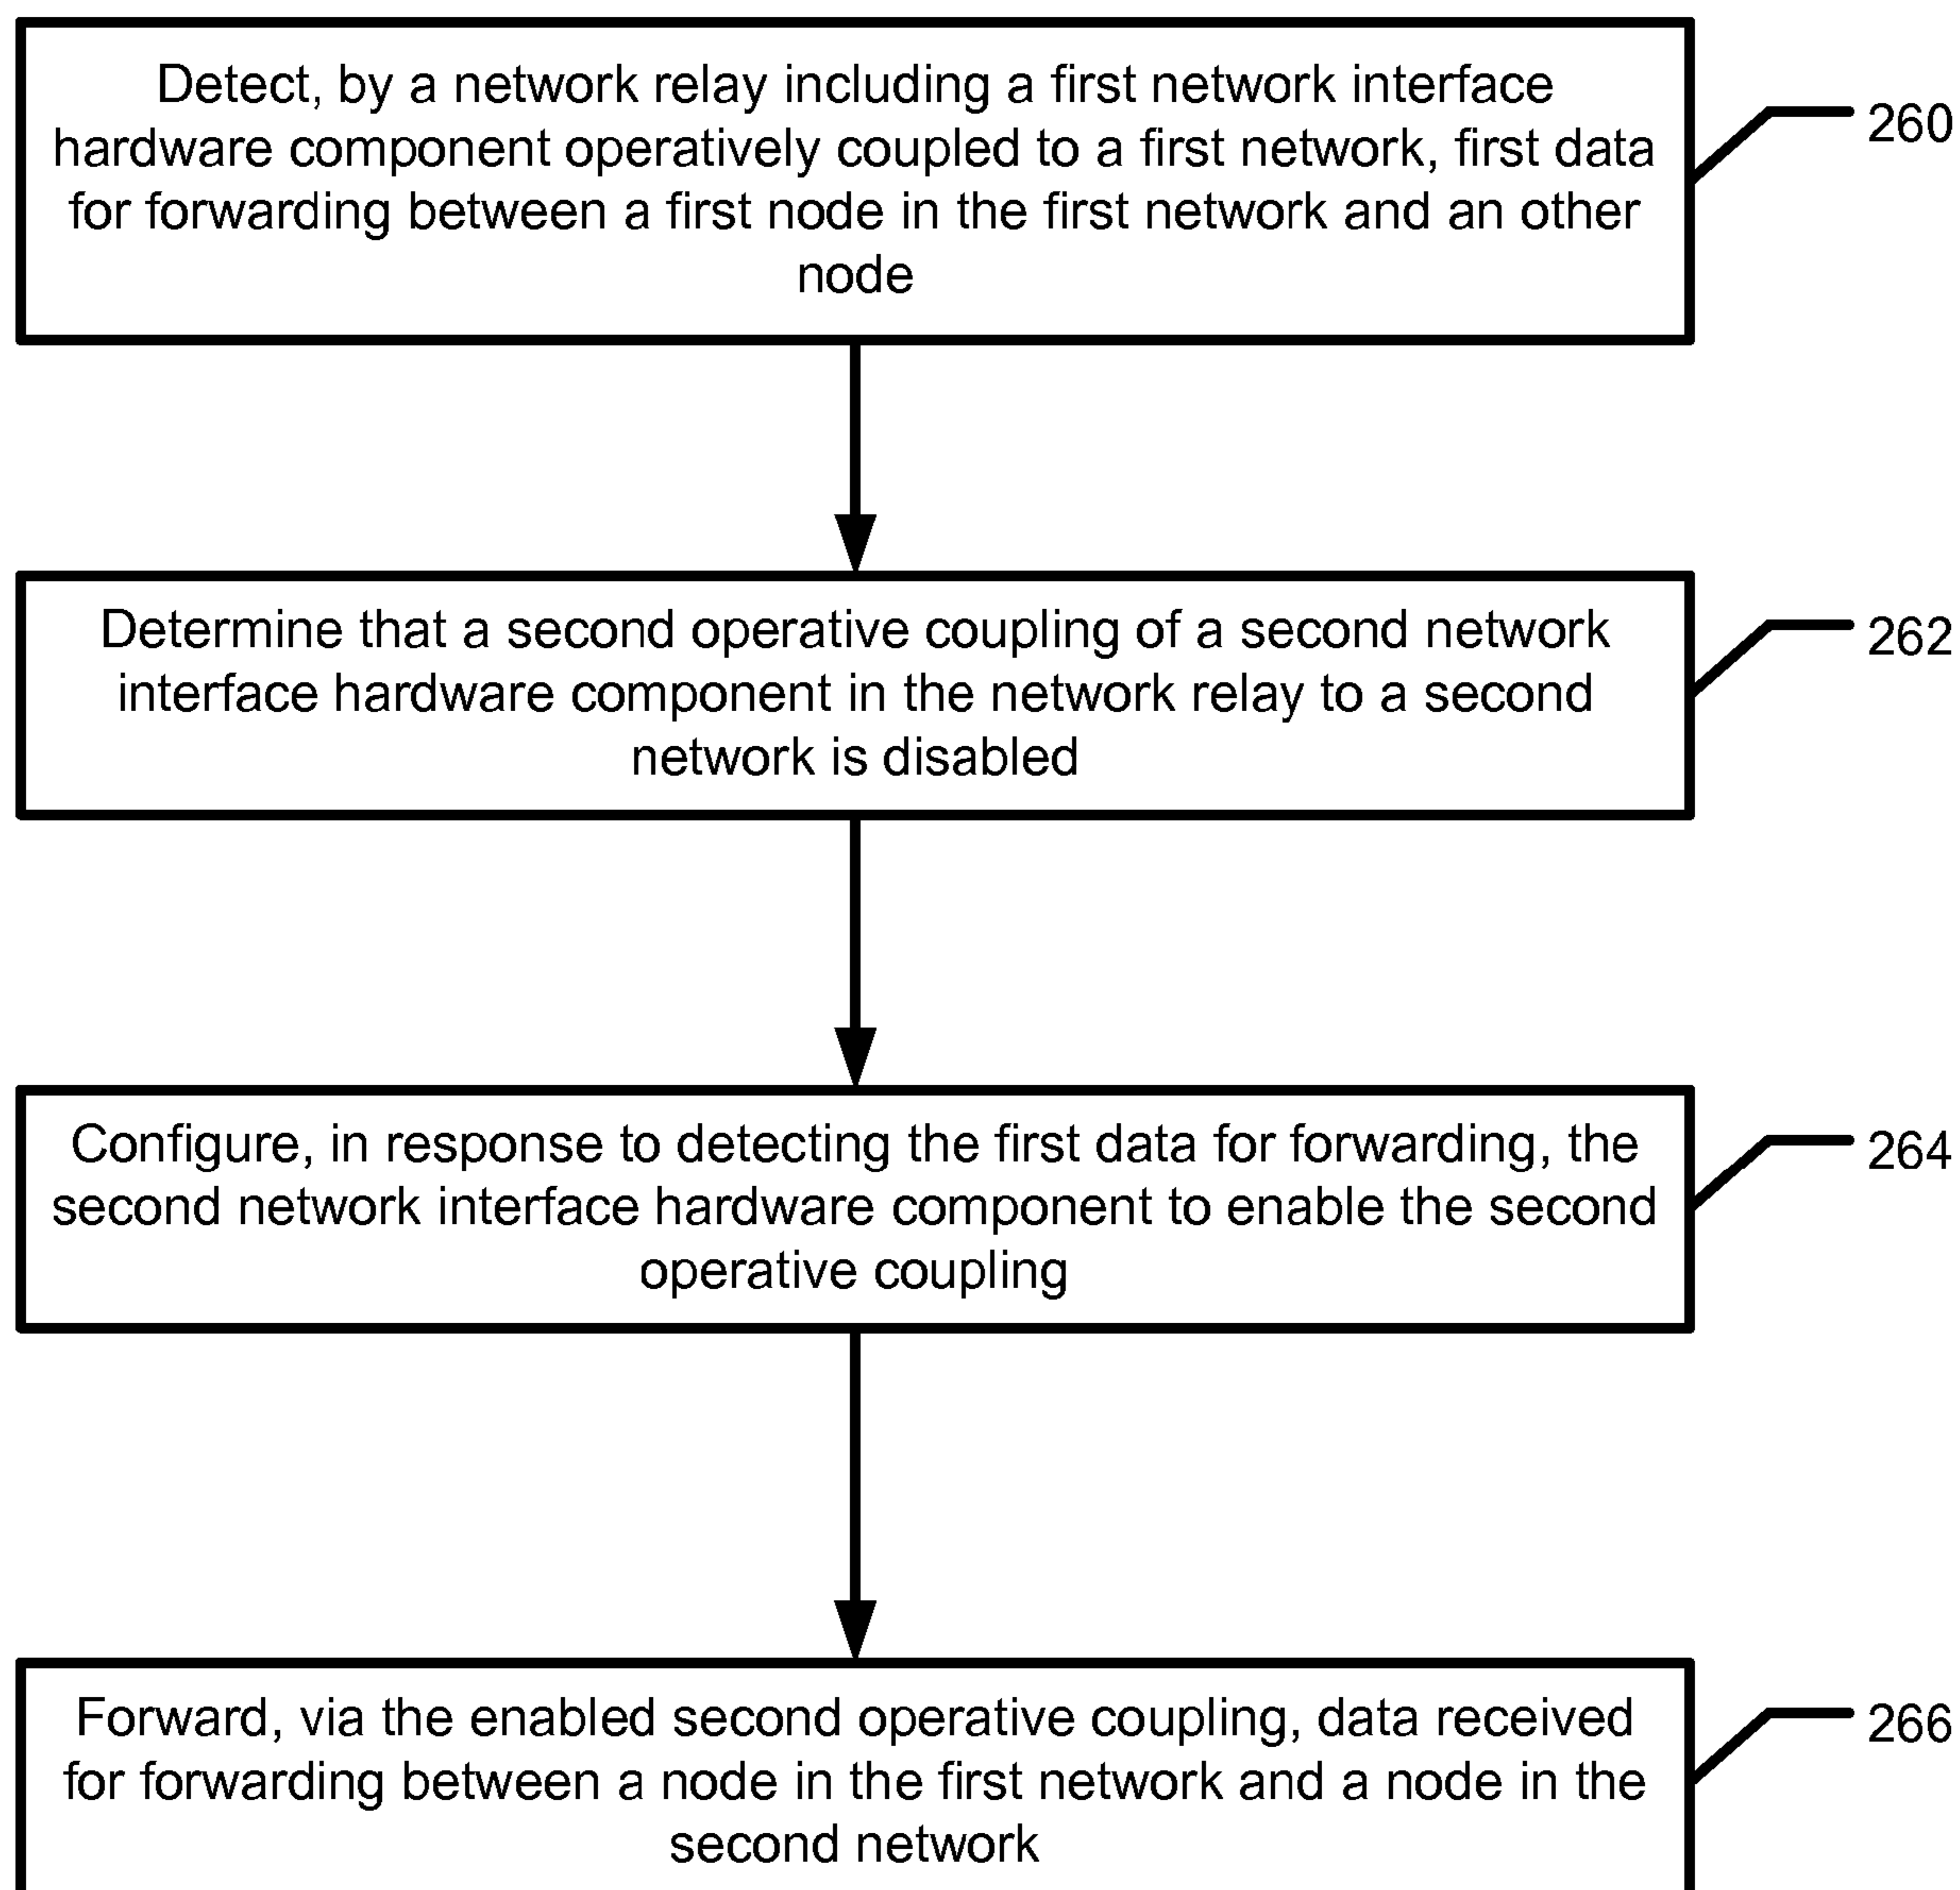 Detect, by a network relay including a first network interface
hardware component operatively coupled to a first network, first data
for forwarding between a first node in the first network and an other
node
260
Determine that a second operative coupling of a second network
interface hardware component in the network relay to a second
network is disabled
262
Configure, in response to detecting the first data for forwarding, the
second network interface hardware component to enable the second
operative coupling
264
Forward, via the enabled second operative coupling, data received
for forwarding between a node in the first network and a node in the
second network
266